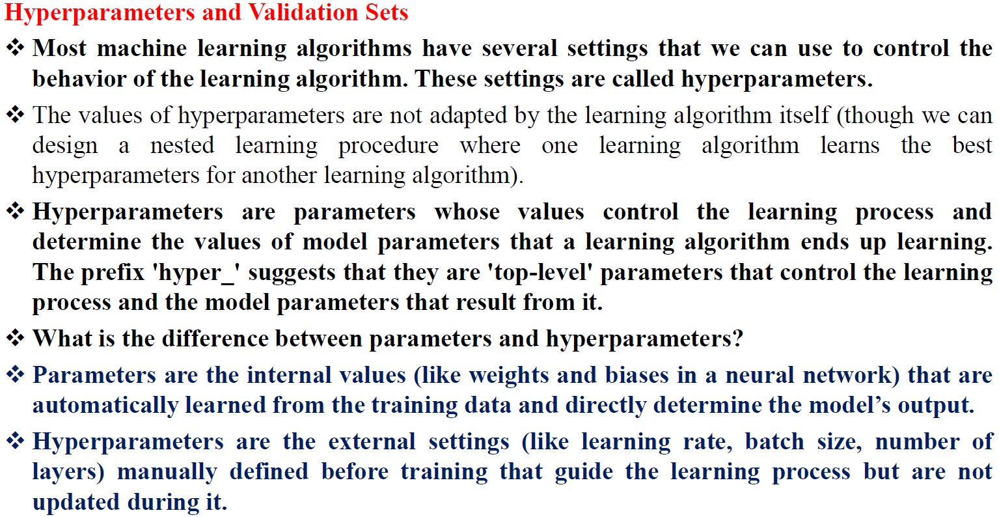 Hyperparameters and Validation Sets
❖ Most machine learning algorithms have several settings that we can use to control the
behavior of the learning algorithm. These settings are called hyperparameters.
❖ The values of hyperparameters are not adapted by the learning algorithm itself (though we can
design a nested learning procedure where one learning algorithm learns the best
hyperparameters for another learning algorithm).
❖ Hyperparameters are parameters whose values control the learning process and
determine the values of model parameters that a learning algorithm ends up learning.
The prefix 'hyper_' suggests that they are 'top-level' parameters that control the learning
process and the model parameters that result from it.
❖ What is the difference between parameters and hyperparameters?
❖ Parameters are the internal values (like weights and biases in a neural network) that are
automatically learned from the training data and directly determine the model’s output.
❖ Hyperparameters are the external settings (like learning rate, batch size, number of
layers) manually defined before training that guide the learning process but are not
updated during it.